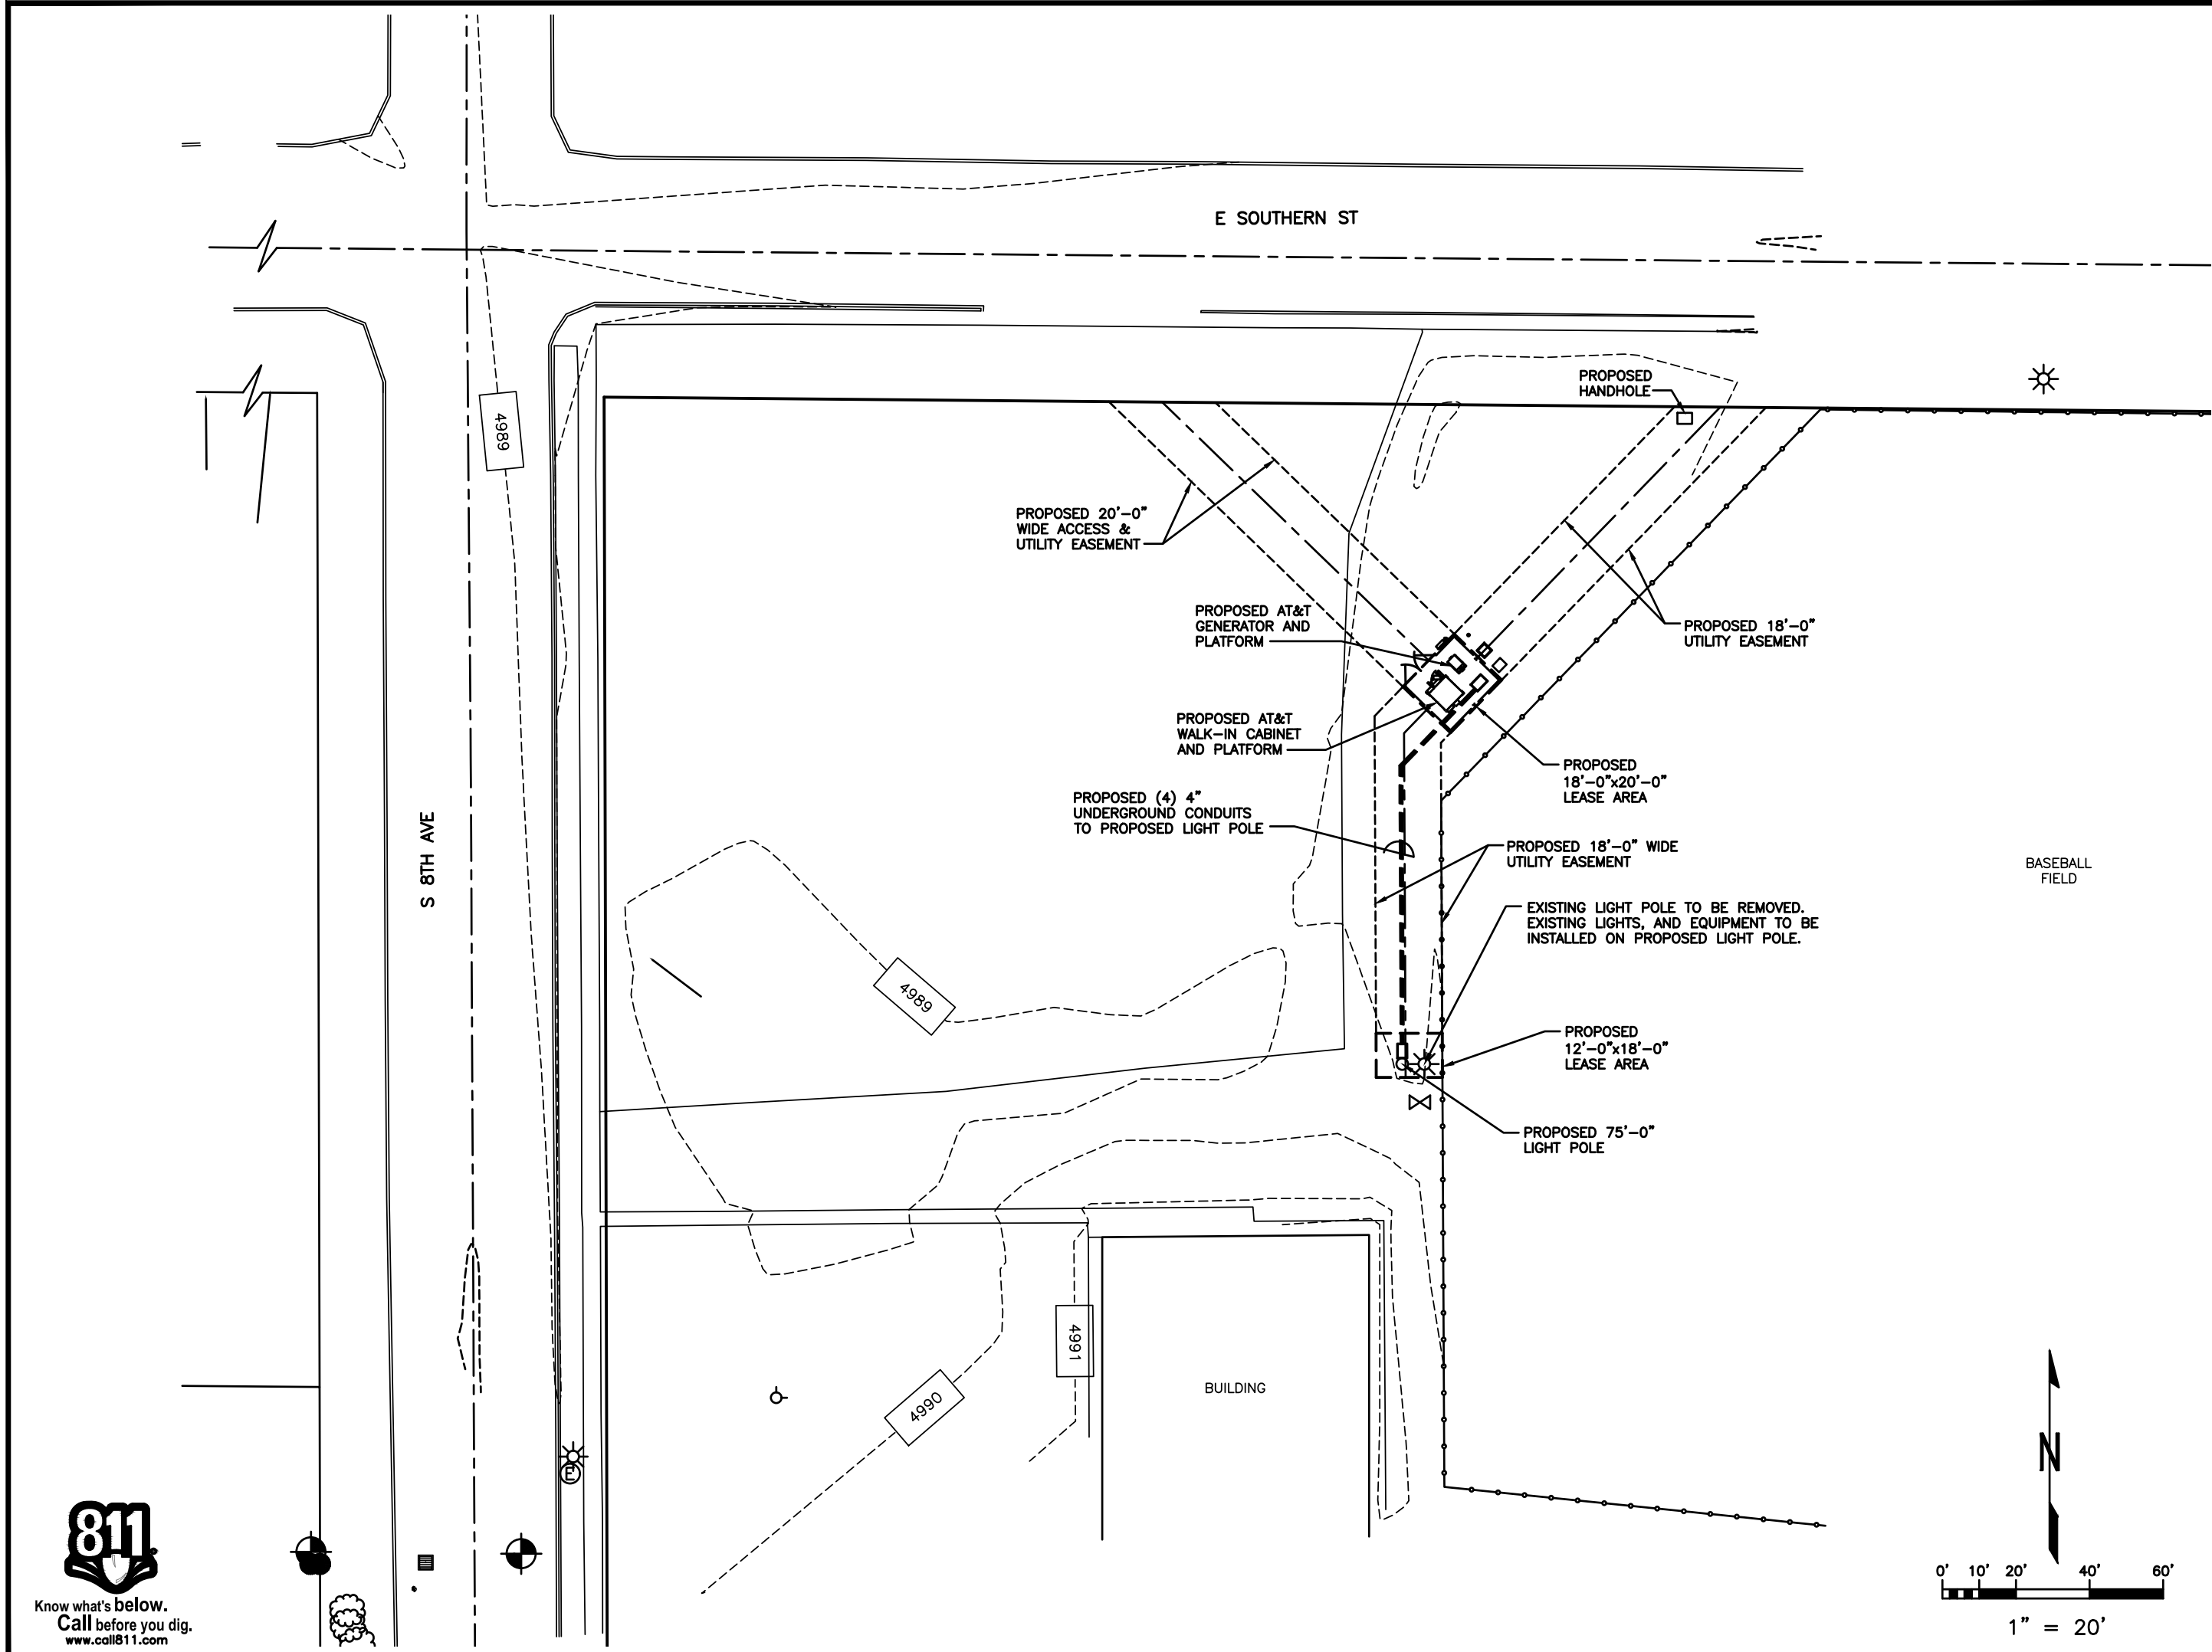 E SOUTHERN ST
PROPOSED
HANDHOLE
4989
PROPOSED 20'-0"
WIDE ACCESS &
UTILITY EASEMENT
PROPOSED AT&T
GENERATOR AND
PLATFORM
PROPOSED 18'-0"
UTILITY EASEMENT
PROPOSED AT&T
WALK-IN CABINET
AND PLATFORM
PROPOSED
18'-0"x20'-0"
LEASE AREA
PROPOSED (4) 4"
UNDERGROUND CONDUITS
TO PROPOSED LIGHT POLE
S 8TH AVE
PROPOSED 18'-0" WIDE
UTILITY EASEMENT
BASEBALL
FIELD
EXISTING LIGHT POLE TO BE REMOVED.
EXISTING LIGHTS, AND EQUIPMENT TO BE
INSTALLED ON PROPOSED LIGHT POLE.
4989
PROPOSED
12'-0"x18'-0"
LEASE AREA
PROPOSED 75'-0"
LIGHT POLE
4991
BUILDING
4990
E
N
811
Know what's below.
Call before you dig.
www.call811.com
0' 10' 20' 40' 60'
1" = 20'